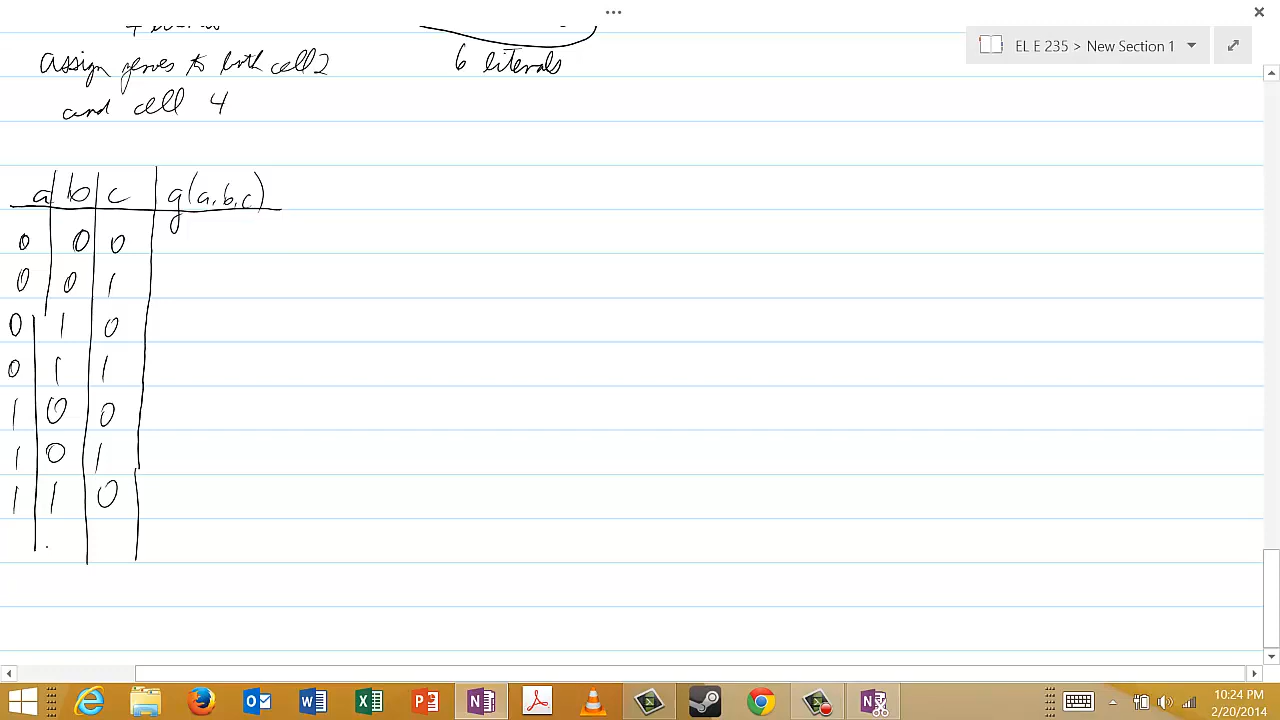 ...
EL E 235 > New Section 1
assign zeroes to both cell 2
and cell 4
6 literals
a b c g(a,b,c)
0 0 0
0 0 1
0 1 0
0 1 1
1 0 0
1 0 1
1 1 0
10:24 PM
2/20/2014